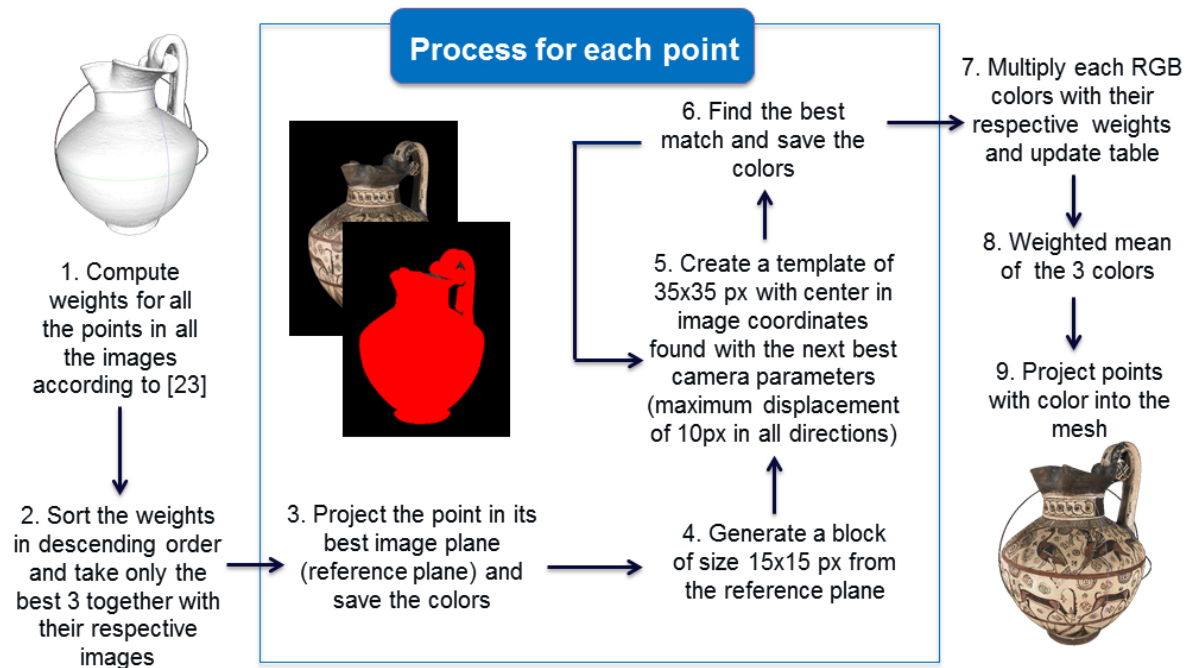 Process for each point
1. Compute
weights for all
the points in all
the images
according to [23]
2. Sort the weights
in descending order
and take only the
best 3 together with
their respective
images
3. Project the point in its
best image plane
(reference plane) and
save the colors
4. Generate a block
of size 15x15 px from
the reference plane
5. Create a template of
35x35 px with center in
image coordinates
found with the next best
camera parameters
(maximum displacement
of 10px in all directions)
6. Find the best
match and save the
colors
7. Multiply each RGB
colors with their
respective weights
and update table
8. Weighted mean
of the 3 colors
9. Project points
with color into the
mesh